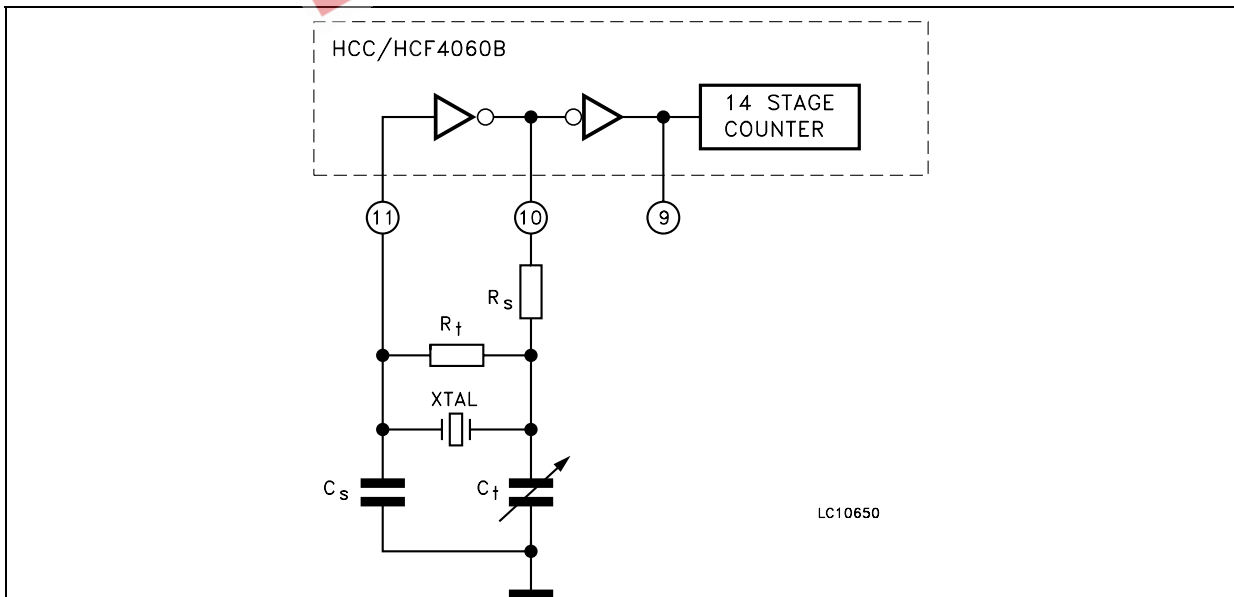 HCC/HCF4060B
14 STAGE
COUNTER
11
10
9
Rs
Rt
XTAL
Cs
Ct
LC10650